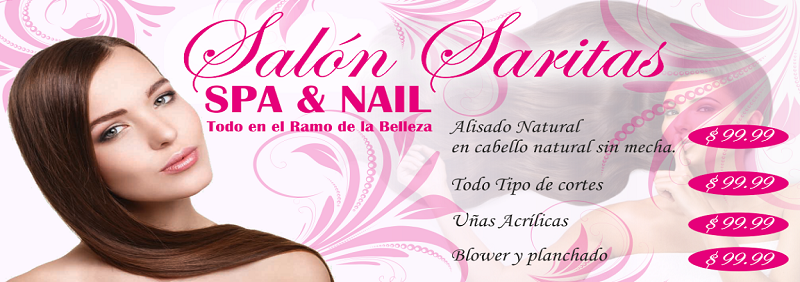 Salón Saritas
SPA & NAIL
Todo en el Ramo de la Belleza
Alisado Natural
en cabello natural sin mecha.
$ 99.99
Todo Tipo de cortes
$ 99.99
Uñas Acrílicas
$ 99.99
Blower y planchado
$ 99.99